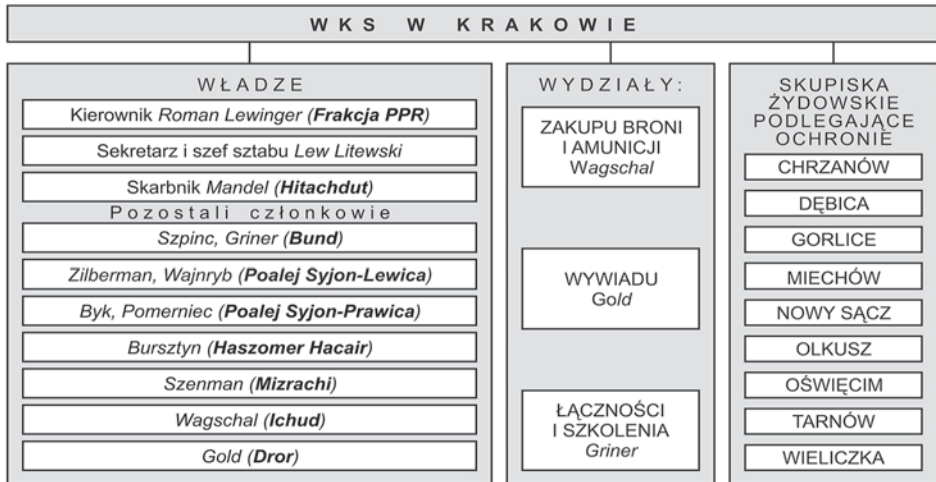 WKS W KRAKOWIE
WŁADZE
Kierownik Roman Lewinger (Frakcja PPR)
Sekretarz i szef sztabu Lew Litewski
Skarbnik Mandel (Hitachdut)
Pozostali członkowie
Szpinc, Griner (Bund)
Zilberman, Wajnryb (Poalej Syjon-Lewica)
Byk, Pomerniec (Poalej Syjon-Prawica)
Bursztyn (Haszomer Hacair)
Szenman (Mizrachi)
Wagschal (Ichud)
Gold (Dror)
WYDZIAŁY:
ZAKUPU BRONI
I AMUNICJI
Wagschal
WYWIADU
Gold
ŁĄCZNOŚCI
I SZKOLENIA
Griner
SKUPISKA
ŻYDOWSKIE
PODLEGAJĄCE
OCHRONIE
CHRZANÓW
DĘBICA
GORLICE
MIECHÓW
NOWY SĄCZ
OLKUSZ
OŚWIĘCIM
TARNÓW
WIELICZKA